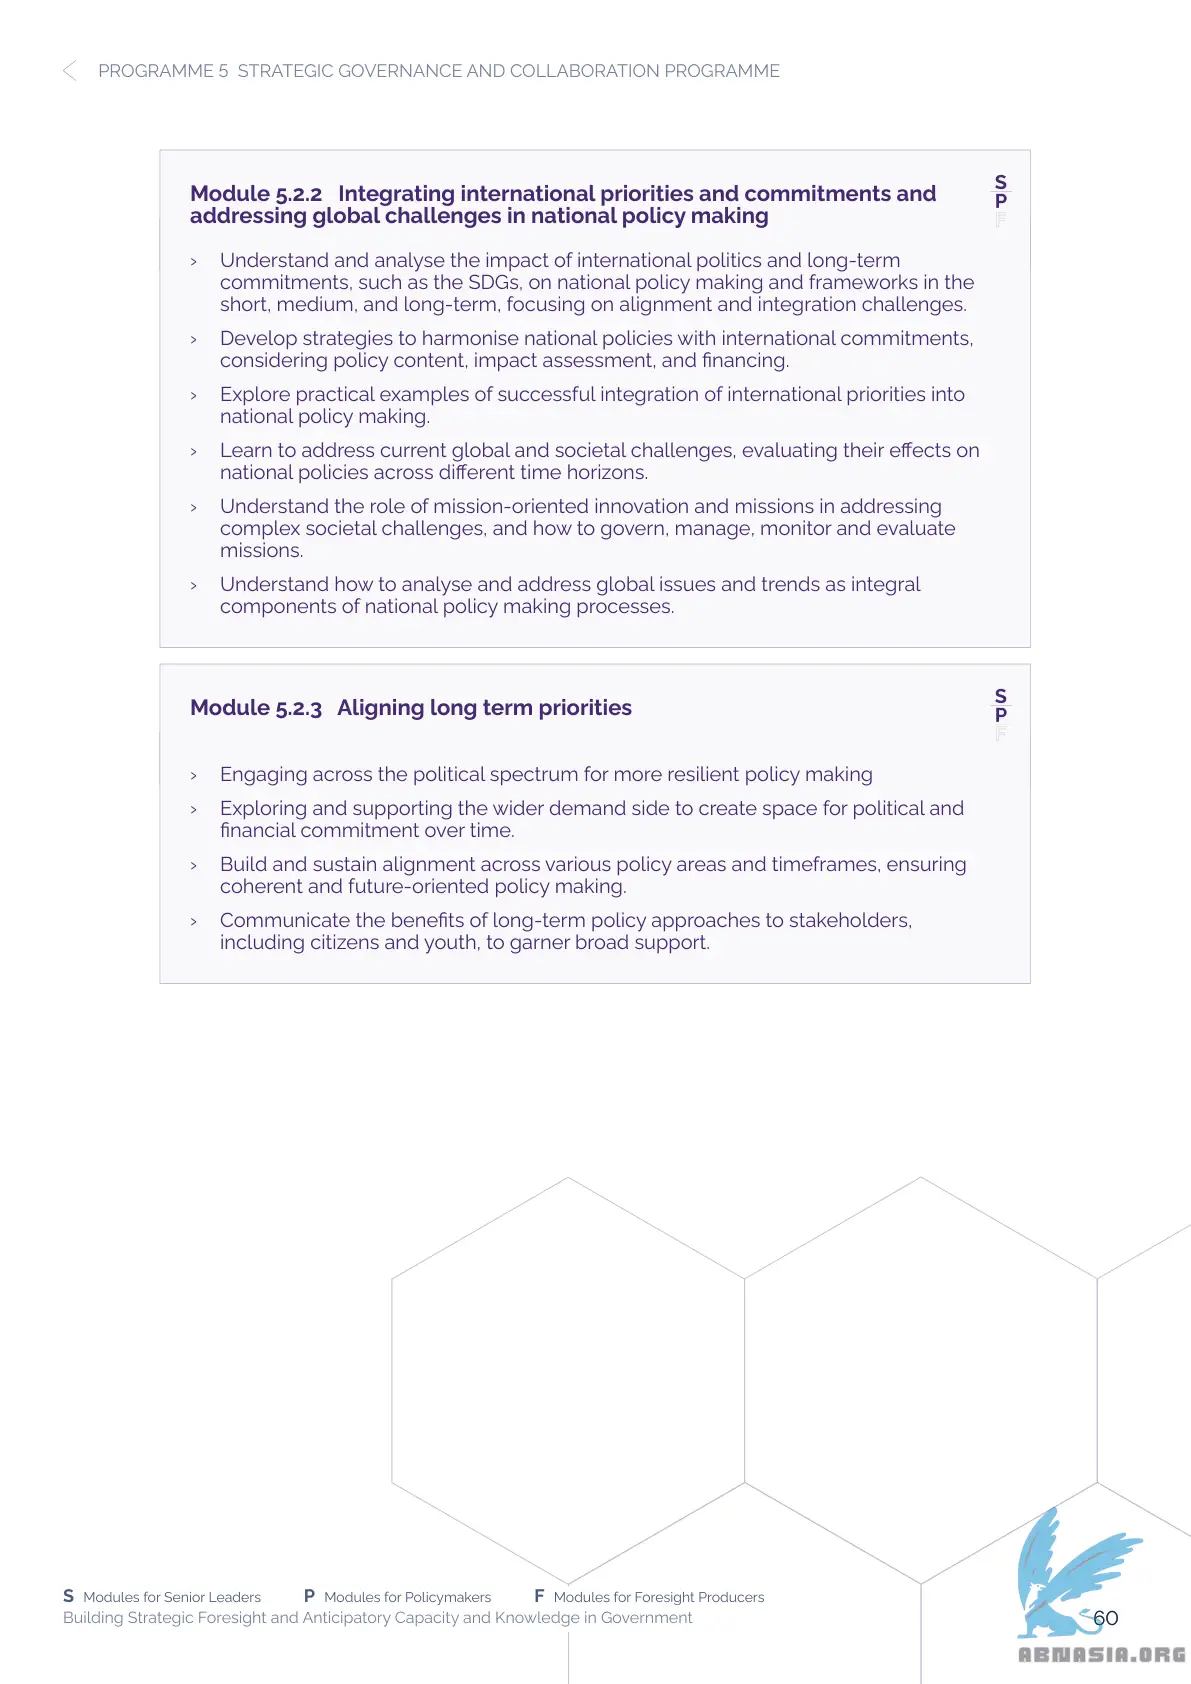 PROGRAMME 5 STRATEGIC GOVERNANCE AND COLLABORATION PROGRAMME
Module 5.2.2 Integrating international priorities and commitments and
addressing global challenges in national policy making
S
P
F
› Understand and analyse the impact of international politics and long-term
commitments, such as the SDGs, on national policy making and frameworks in the
short, medium, and long-term, focusing on alignment and integration challenges.
› Develop strategies to harmonise national policies with international commitments,
considering policy content, impact assessment, and financing.
› Explore practical examples of successful integration of international priorities into
national policy making.
› Learn to address current global and societal challenges, evaluating their effects on
national policies across different time horizons.
› Understand the role of mission-oriented innovation and missions in addressing
complex societal challenges, and how to govern, manage, monitor and evaluate
missions.
› Understand how to analyse and address global issues and trends as integral
components of national policy making processes.
Module 5.2.3 Aligning long term priorities
S
P
F
› Engaging across the political spectrum for more resilient policy making
› Exploring and supporting the wider demand side to create space for political and
financial commitment over time.
› Build and sustain alignment across various policy areas and timeframes, ensuring
coherent and future-oriented policy making.
› Communicate the benefits of long-term policy approaches to stakeholders,
including citizens and youth, to garner broad support.
S Modules for Senior Leaders P Modules for Policymakers F Modules for Foresight Producers
Building Strategic Foresight and Anticipatory Capacity and Knowledge in Government
60
ABNASIA.ORG